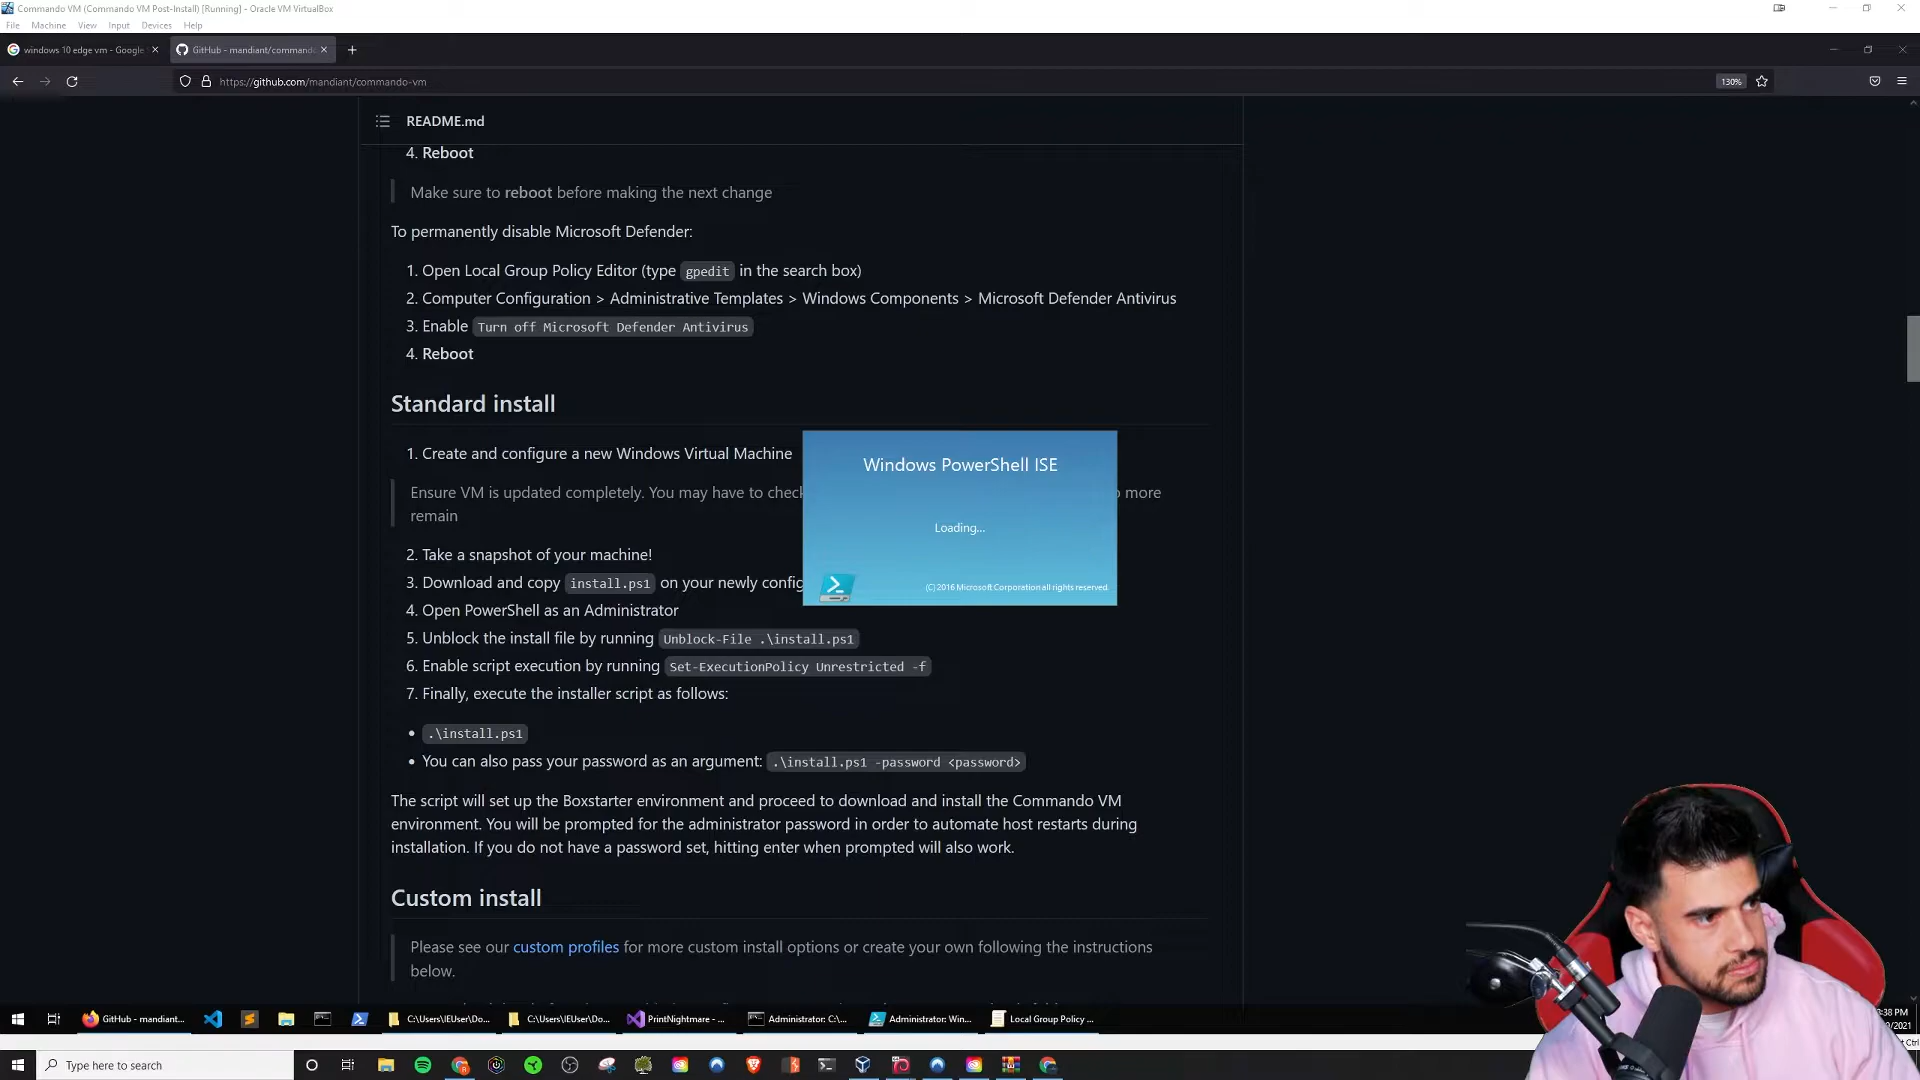 Commando VM (Commando VM Post-Install) [Running] - Oracle VM VirtualBox
File Machine View Input Devices Help
windows 10 edge vm - Google
GitHub - mandiant/commando
https://github.com/mandiant/commando-vm
130%
README.md
4. Reboot
Make sure to reboot before making the next change
To permanently disable Microsoft Defender:
1. Open Local Group Policy Editor (type gpedit in the search box)
2. Computer Configuration > Administrative Templates > Windows Components > Microsoft Defender Antivirus
3. Enable Turn off Microsoft Defender Antivirus
4. Reboot
Standard install
1. Create and configure a new Windows Virtual Machine
Ensure VM is updated completely. You may have to check more
remain
Windows PowerShell ISE
Loading...
(C) 2016 Microsoft Corporation all rights reserved.
2. Take a snapshot of your machine!
3. Download and copy install.ps1 on your newly config
4. Open PowerShell as an Administrator
5. Unblock the install file by running Unblock-File .\install.ps1
6. Enable script execution by running Set-ExecutionPolicy Unrestricted -f
7. Finally, execute the installer script as follows:
• .\install.ps1
• You can also pass your password as an argument: .\install.ps1 -password <password>
The script will set up the Boxstarter environment and proceed to download and install the Commando VM
environment. You will be prompted for the administrator password in order to automate host restarts during
installation. If you do not have a password set, hitting enter when prompted will also work.
Custom install
Please see our custom profiles for more custom install options or create your own following the instructions
below.
GitHub - mandiant... C:\Users\IEUser\Do... C:\Users\IEUser\Do... PrintNightmare - ... Administrator: C:\... Administrator: Win... Local Group Policy ...
:38 PM
/2021
Ctrl
Type here to search